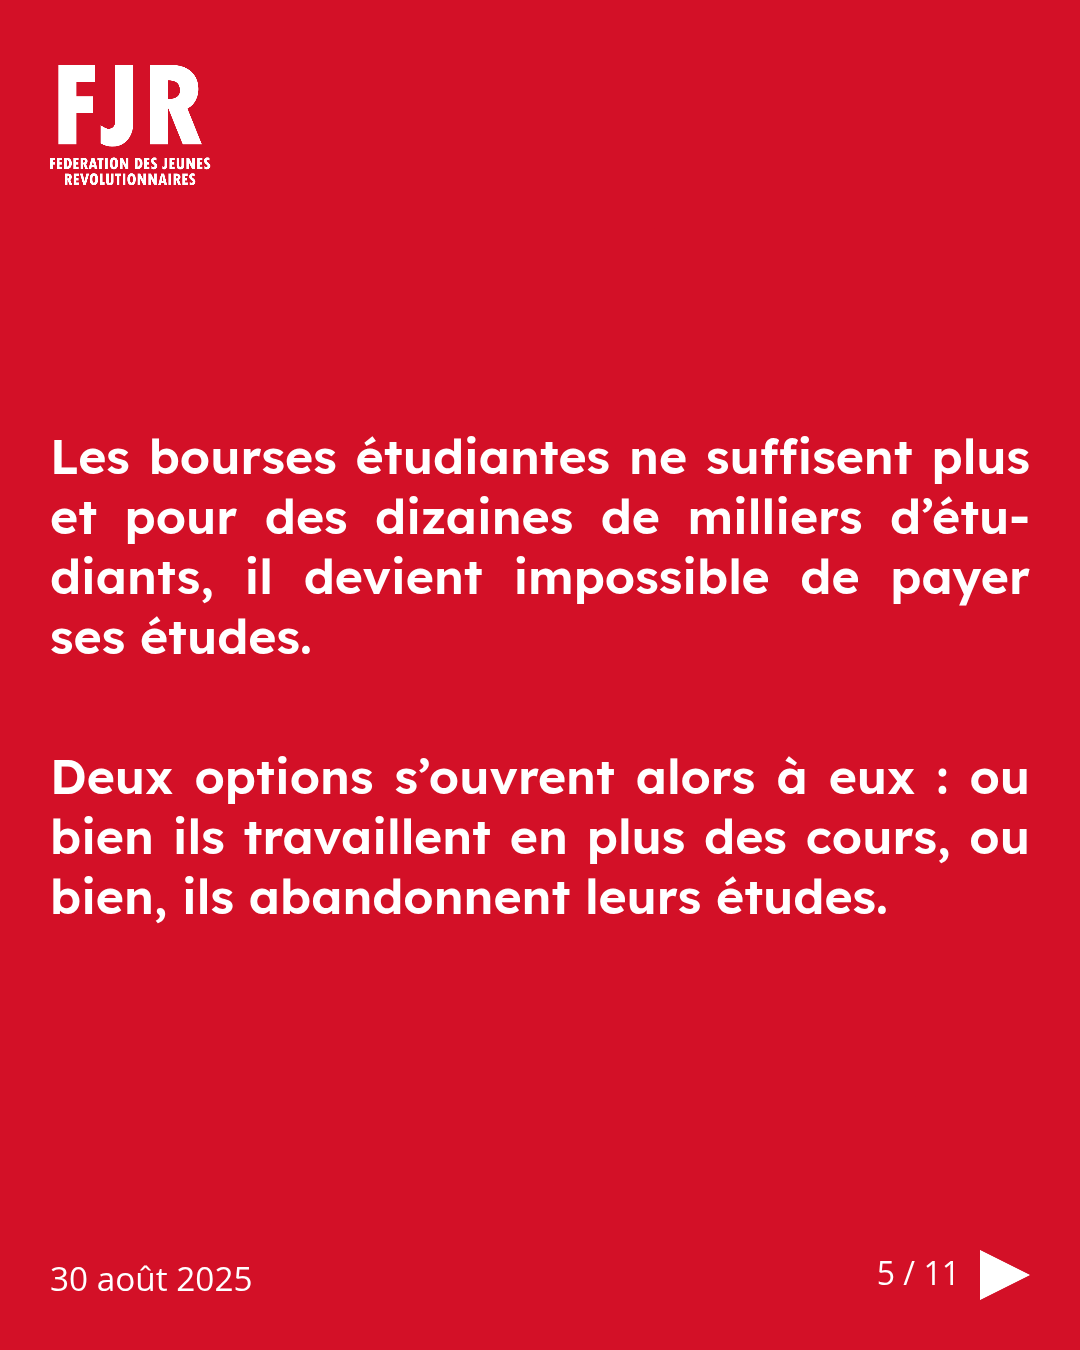 FJR
FEDERATION DES JEUNES
REVOLUTIONNAIRES
Les bourses étudiantes ne suffisent plus
et pour des dizaines de milliers d’étu-
diants, il devient impossible de payer
ses études.
Deux options s’ouvrent alors à eux : ou
bien ils travaillent en plus des cours, ou
bien, ils abandonnent leurs études.
30 août 2025
5 / 11